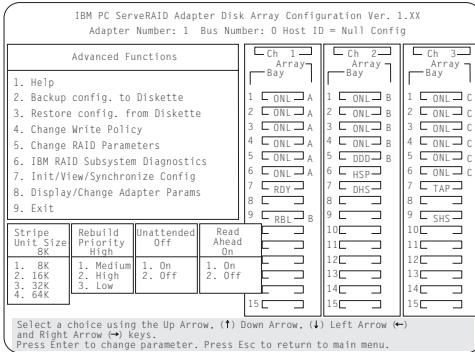 IBM PC ServeRAID Adapter Disk Array Configuration Ver. 1.XX
Adapter Number: 1 Bus Number: 0 Host ID = Null Config
Advanced Functions
1. Help
2. Backup config. to Diskette
3. Restore config. from Diskette
4. Change Write Policy
5. Change RAID Parameters
6. IBM RAID Subsystem Diagnostics
7. Init/View/Synchronize Config
8. Display/Change Adapter Params
9. Exit
Stripe Unit Size 8K
1. 8K
2. 16K
3. 32K
4. 64K
Rebuild Priority High
1. Medium
2. High
3. Low
Unattended Off
1. On
2. Off
Read Ahead On
1. On
2. Off
Ch 1
Array
Bay
1 ONL A
2 ONL A
3 ONL A
4 ONL A
5 ONL A
6 ONL A
7 RDY
8
9 RBL B
10
11
12
13
14
15
Ch 2
Array
Bay
1 ONL B
2 ONL B
3 ONL B
4 ONL B
5 DDD B
6 HSP
7 DHS
8
9
10
11
12
13
14
15
Ch 3
Array
Bay
1 ONL C
2 ONL C
3 ONL C
4 ONL C
5 ONL C
6 ONL C
7 TAP
8
9 SHS
10
11
12
13
14
15
Select a choice using the Up Arrow, (↑) Down Arrow, (↓) Left Arrow (←)
and Right Arrow (→) keys.
Press Enter to change parameter. Press Esc to return to main menu.